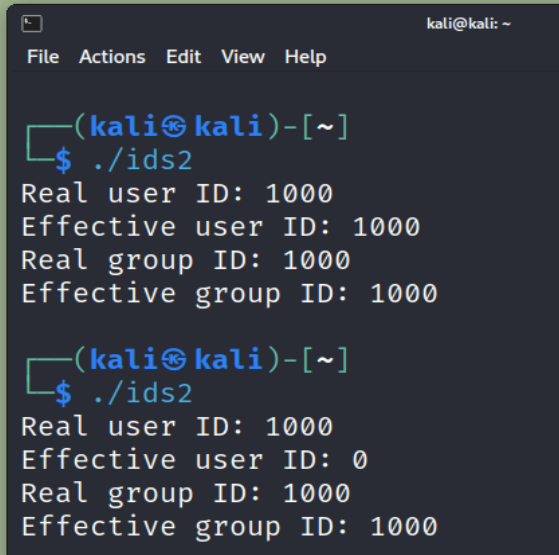 kali@kali: ~
File Actions Edit View Help
┌──(kali㉿kali)-[~]
└─$ ./ids2
Real user ID: 1000
Effective user ID: 1000
Real group ID: 1000
Effective group ID: 1000
┌──(kali㉿kali)-[~]
└─$ ./ids2
Real user ID: 1000
Effective user ID: 0
Real group ID: 1000
Effective group ID: 1000